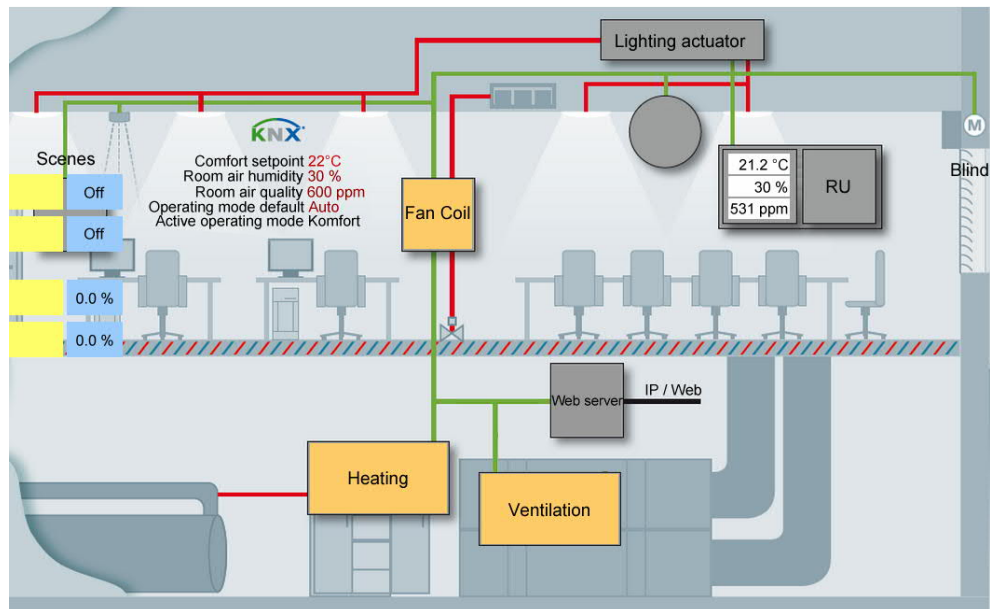 Lighting actuator
KNX
M
Scenes
Comfort setpoint 22°C
Room air humidity 30 %
Room air quality 600 ppm
Operating mode default Auto
Active operating mode Komfort
21.2 °C
30 %
531 ppm
RU
Blind
Off
Off
Fan Coil
0.0 %
0.0 %
Web server
IP / Web
Heating
Ventilation